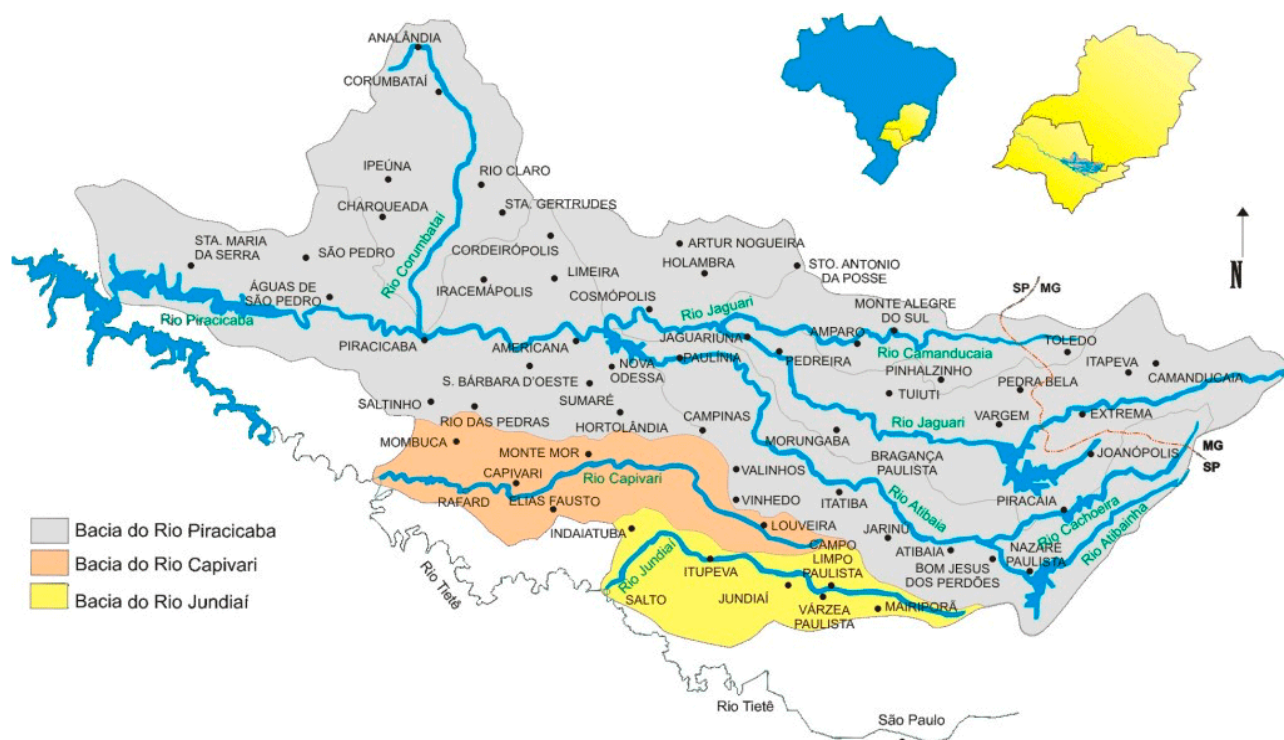 ANALÂNDIA
CORUMBATAÍ
IPEÚNA
RIO CLARO
CHARQUEADA
STA. GERTRUDES
Rio Corumbataí
STA. MARIA
DA SERRA
SÃO PEDRO
CORDEIRÓPOLIS
ARTUR NOGUEIRA
HOLAMBRA
STO. ANTONIO
DA POSSE
N
ÁGUAS DE
SÃO PEDRO
IRACEMÁPOLIS
LIMEIRA
COSMÓPOLIS
Rio Jaguari
MONTE ALEGRE
DO SUL
SP
MG
Rio Piracicaba
PIRACICABA
AMERICANA
JAGUARIUNA
AMPARO
Rio Camanducaia
TOLEDO
PAULÍNIA
PEDREIRA
PINHALZINHO
ITAPEVA
NOVA
ODESSA
S. BÁRBARA D'OESTE
TUIUTI
PEDRA BELA
CAMANDUCAIA
SALTINHO
SUMARÉ
RIO DAS PEDRAS
HORTOLÂNDIA
CAMPINAS
Rio Jaguari
VARGEM
EXTREMA
MOMBUCA
MONTE MOR
MORUNGABA
BRAGANÇA
PAULISTA
JOANÓPOLIS
MG
SP
CAPIVARI
Rio Capivari
VALINHOS
RAFARD
ELIAS FAUSTO
VINHEDO
ITATIBA
Rio Atibaia
PIRACAIA
Rio Cachoeira
Rio Atibainha
INDAIATUBA
LOUVEIRA
JARINÚ
CAMPO
LIMPO
PAULISTA
ATIBAIA
BOM JESUS
DOS PERDÕES
NAZARÉ
PAULISTA
Rio Jundiaí
ITUPEVA
SALTO
JUNDIAÍ
VÁRZEA
PAULISTA
MAIRIPORÃ
Bacia do Rio Piracicaba
Bacia do Rio Capivari
Bacia do Rio Jundiaí
Rio Tietê
Rio Tietê
São Paulo